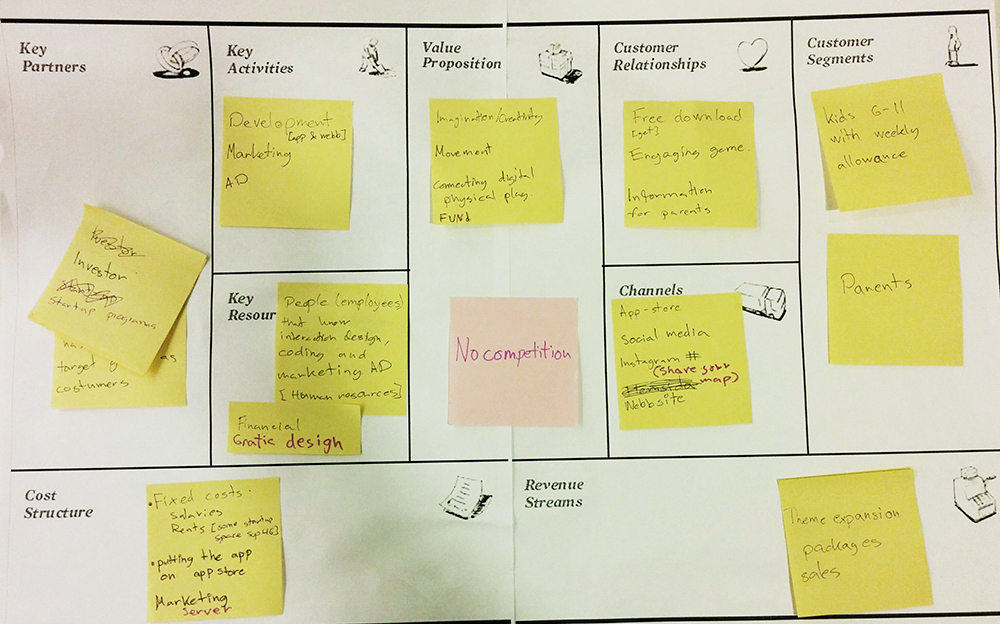 Key
Partners
Investor
Startup programs
target
as
costumers
Key
Activities
Development
[app & webb]
Marketing
AD
Key
Resour
People (employees)
that know
interaction design,
coding and
marketing AD
[Human resources]
Financial
Grafic design
Value
Proposition
Imagination/Creativity
Movement
Connecting digital
physical play
FUN!
No competition
Customer
Relationships
Free download
[get]
Engaging game
Information
for parents
Channels
App-store
Social media
Instagram #
(share your
map)
Webbsite
Customer
Segments
kids 6-11
with weekly
allowance
Parents
Cost
Structure
• Fixed costs:
salaries
Rents [some startup
space sup46]
• putting the app
on app store
Marketing
Server
Revenue
Streams
Theme expansion
packages
sales